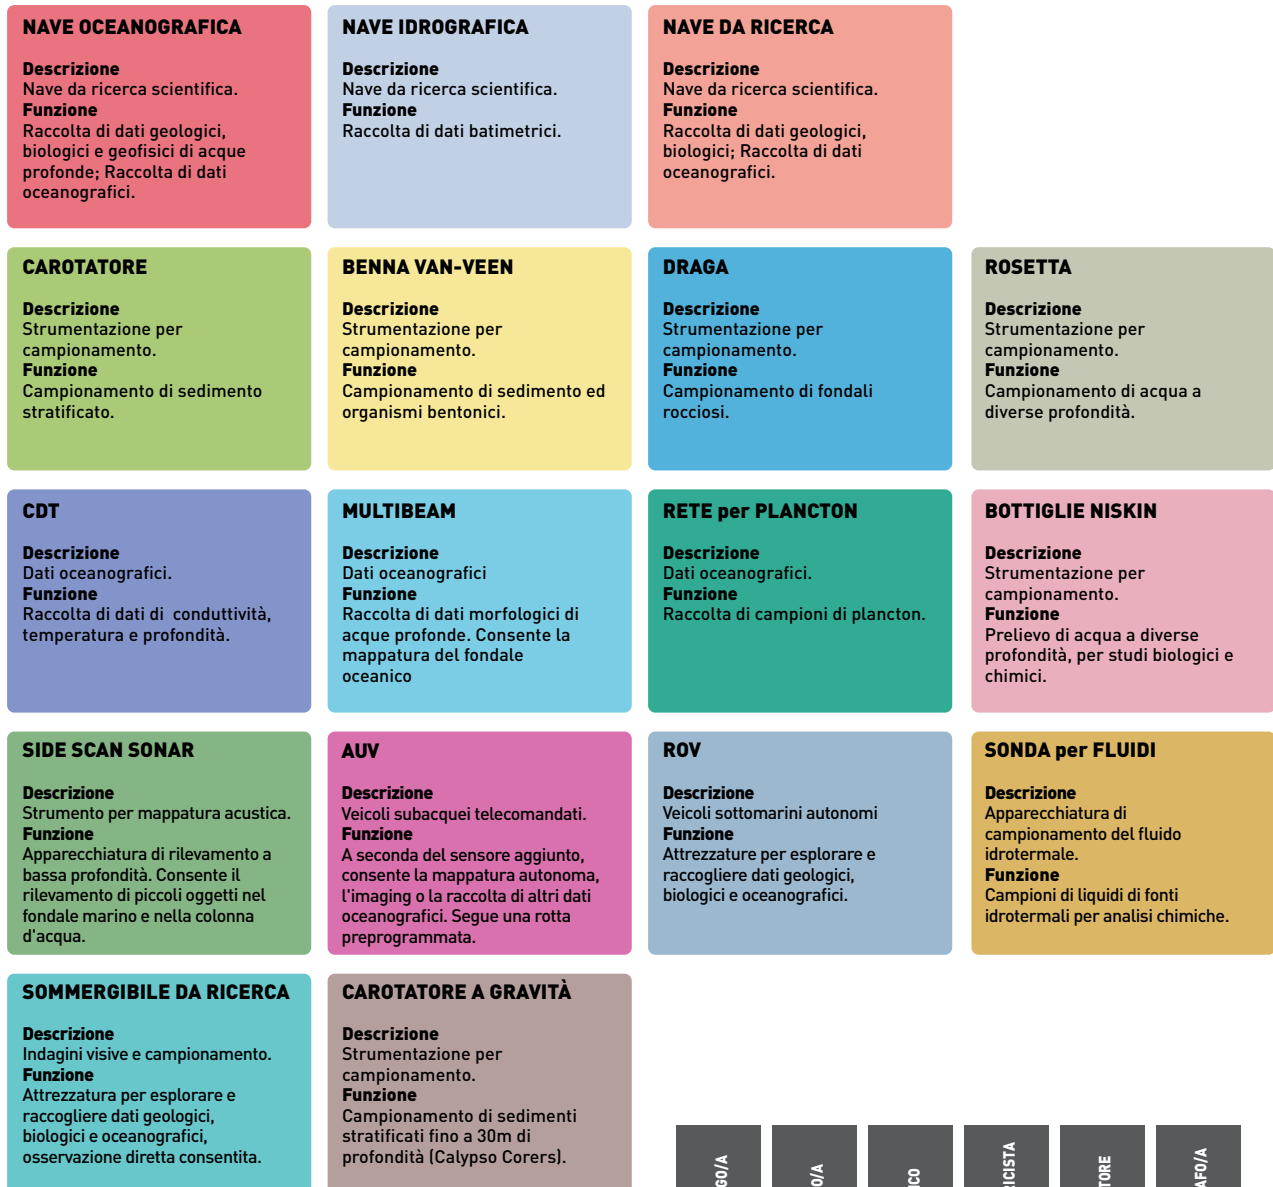 NAVE OCEANOGRAFICA
Descrizione
Nave da ricerca scientifica.
Funzione
Raccolta di dati geologici,
biologici e geofisici di acque
profonde; Raccolta di dati
oceanografici.
NAVE IDROGRAFICA
Descrizione
Nave da ricerca scientifica.
Funzione
Raccolta di dati batimetrici.
NAVE DA RICERCA
Descrizione
Nave da ricerca scientifica.
Funzione
Raccolta di dati geologici,
biologici; Raccolta di dati
oceanografici.
CAROTATORE
Descrizione
Strumentazione per
campionamento.
Funzione
Campionamento di sedimento
stratificato.
BENNA VAN-VEEN
Descrizione
Strumentazione per
campionamento.
Funzione
Campionamento di sedimento ed
organismi bentonici.
DRAGA
Descrizione
Strumentazione per
campionamento.
Funzione
Campionamento di fondali
rocciosi.
ROSETTA
Descrizione
Strumentazione per
campionamento.
Funzione
Campionamento di acqua a
diverse profondità.
CDT
Descrizione
Dati oceanografici.
Funzione
Raccolta di dati di conduttività,
temperatura e profondità.
MULTIBEAM
Descrizione
Dati oceanografici
Funzione
Raccolta di dati morfologici di
acque profonde. Consente la
mappatura del fondale
oceanico
RETE per PLANCTON
Descrizione
Dati oceanografici.
Funzione
Raccolta di campioni di plancton.
BOTTIGLIE NISKIN
Descrizione
Strumentazione per
campionamento.
Funzione
Prelievo di acqua a diverse
profondità, per studi biologici e
chimici.
SIDE SCAN SONAR
Descrizione
Strumento per mappatura acustica.
Funzione
Apparecchiatura di rilevamento a
bassa profondità. Consente il
rilevamento di piccoli oggetti nel
fondale marino e nella colonna
d'acqua.
AUV
Descrizione
Veicoli subacquei telecomandati.
Funzione
A seconda del sensore aggiunto,
consente la mappatura autonoma,
l'imaging o la raccolta di altri dati
oceanografici. Segue una rotta
preprogrammata.
ROV
Descrizione
Veicoli sottomarini autonomi
Funzione
Attrezzature per esplorare e
raccogliere dati geologici,
biologici e oceanografici.
SONDA per FLUIDI
Descrizione
Apparecchiatura di
campionamento del fluido
idrotermale.
Funzione
Campioni di liquidi di fonti
idrotermali per analisi chimiche.
SOMMERGIBILE DA RICERCA
Descrizione
Indagini visive e campionamento.
Funzione
Attrezzatura per esplorare e
raccogliere dati geologici,
biologici e oceanografici,
osservazione diretta consentita.
CAROTATORE A GRAVITÀ
Descrizione
Strumentazione per
campionamento.
Funzione
Campionamento di sedimenti
stratificati fino a 30m di
profondità (Calypso Corers).